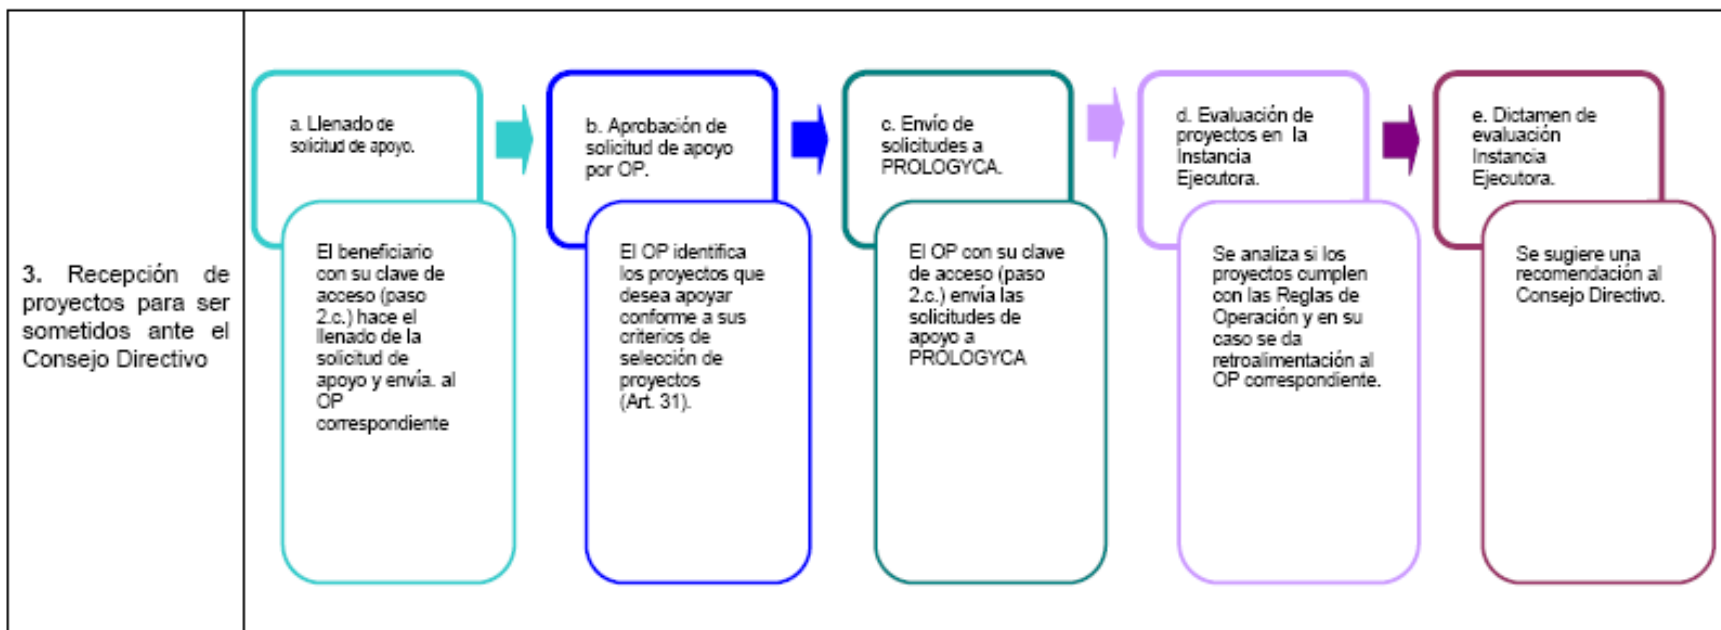 3. Recepción de
proyectos para ser
sometidos ante el
Consejo Directivo
a. Llenado de
solicitud de apoyo.
El beneficiario
con su clave de
acceso (paso
2.c.) hace el
llenado de la
solicitud de
apoyo y envía. al
OP
correspondiente
b. Aprobación de
solicitud de apoyo
por OP.
El OP identifica
los proyectos que
desea apoyar
conforme a sus
criterios de
selección de
proyectos
(Art. 31).
c. Envío de
solicitudes a
PROLOGYCA.
El OP con su clave
de acceso (paso
2.c.) envía las
solicitudes de
apoyo a
PROLOGYCA
d. Evaluación de
proyectos en la
Instancia
Ejecutora.
Se analiza si los
proyectos cumplen
con las Reglas de
Operación y en su
caso se da
retroalimentación al
OP correspondiente.
e. Dictamen de
evaluación
Instancia
Ejecutora.
Se sugiere una
recomendación al
Consejo Directivo.